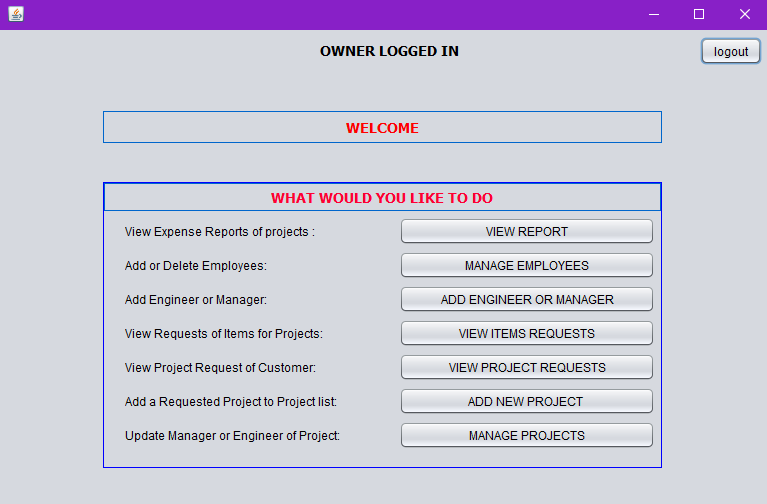 OWNER LOGGED IN
logout
WELCOME
WHAT WOULD YOU LIKE TO DO
View Expense Reports of projects : VIEW REPORT
Add or Delete Employees: MANAGE EMPLOYEES
Add Engineer or Manager: ADD ENGINEER OR MANAGER
View Requests of Items for Projects: VIEW ITEMS REQUESTS
View Project Request of Customer: VIEW PROJECT REQUESTS
Add a Requested Project to Project list: ADD NEW PROJECT
Update Manager or Engineer of Project: MANAGE PROJECTS